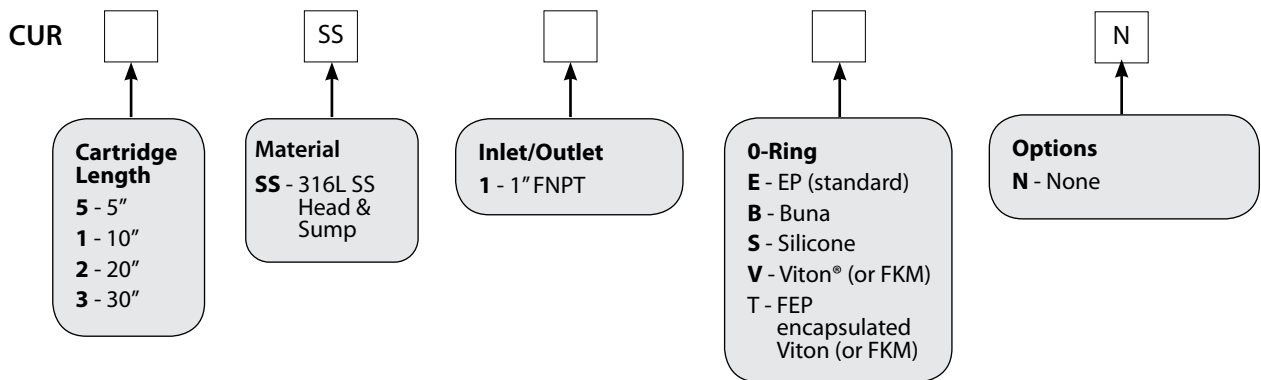 CUR SS N
Cartridge
Length
5 - 5″
1 - 10″
2 - 20″
3 - 30″
Material
SS - 316L SS
Head &
Sump
Inlet/Outlet
1 - 1″ FNPT
0-Ring
E - EP (standard)
B - Buna
S - Silicone
V - Viton® (or FKM)
T - FEP
encapsulated
Viton (or FKM)
Options
N - None